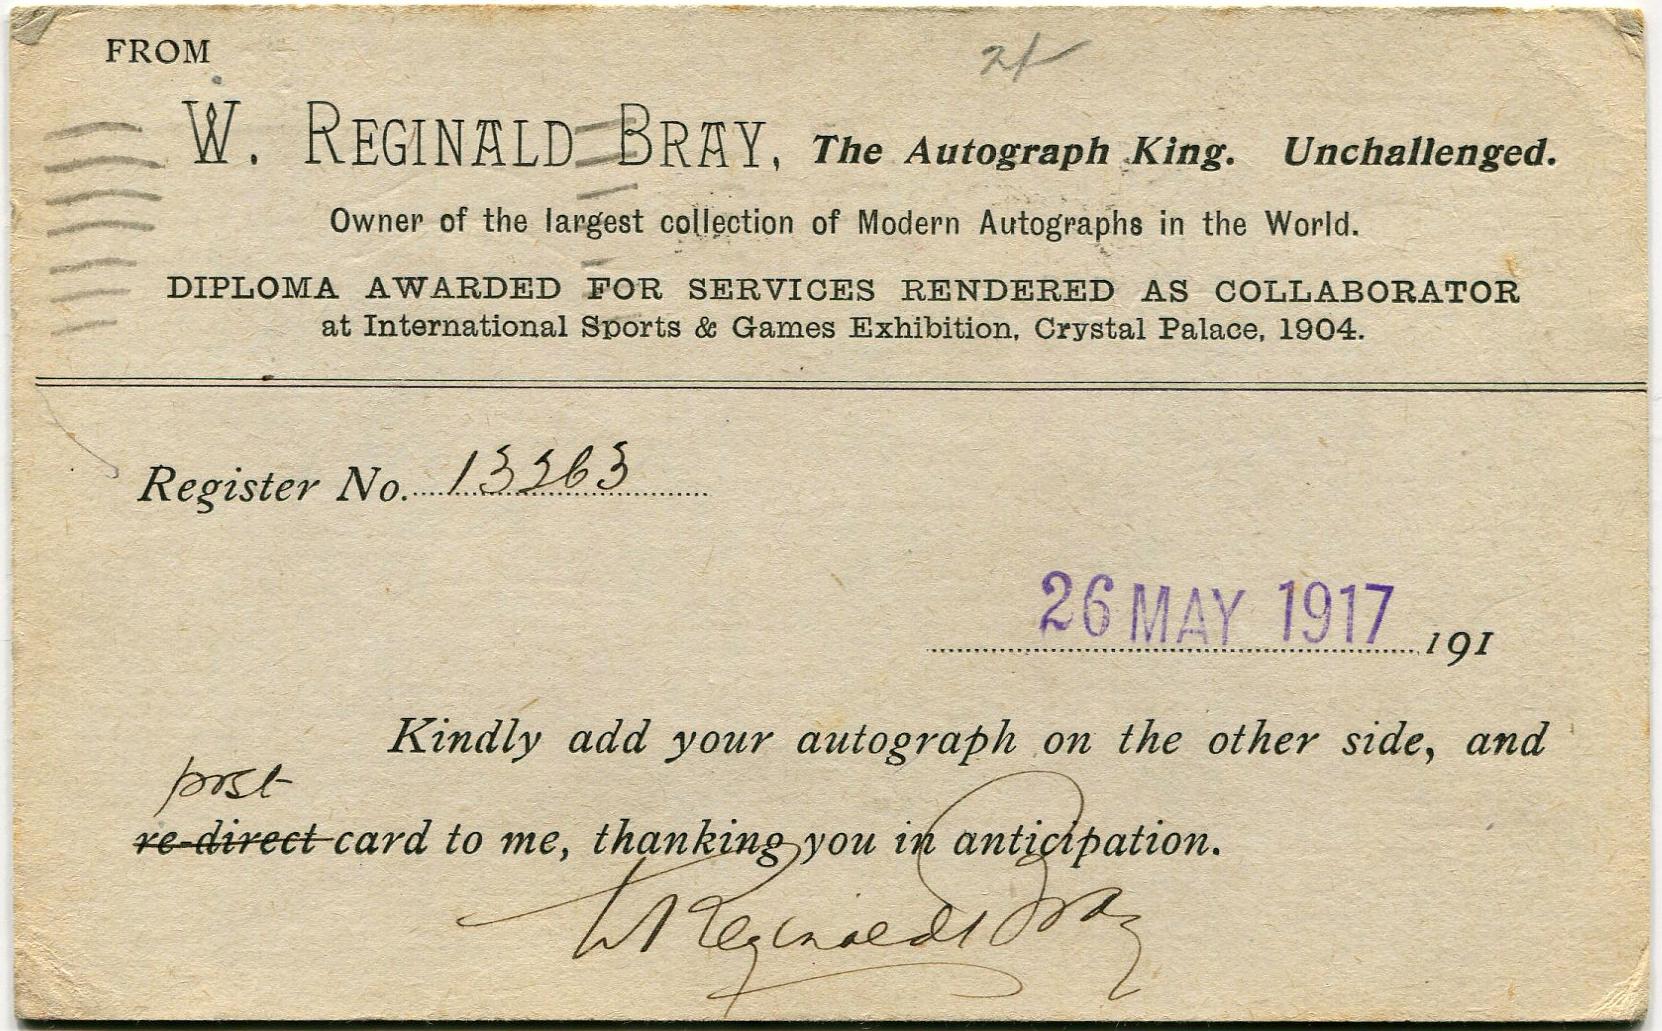 FROM
W. REGINALD BRAY, The Autograph King. Unchallenged.
Owner of the largest collection of Modern Autographs in the World.
DIPLOMA AWARDED FOR SERVICES RENDERED AS COLLABORATOR
at International Sports & Games Exhibition, Crystal Palace, 1904.
Register No. 13363
26 MAY 1917 191
Kindly add your autograph on the other side, and
post
re-direct card to me, thanking you in anticipation.
W Reginald Bray